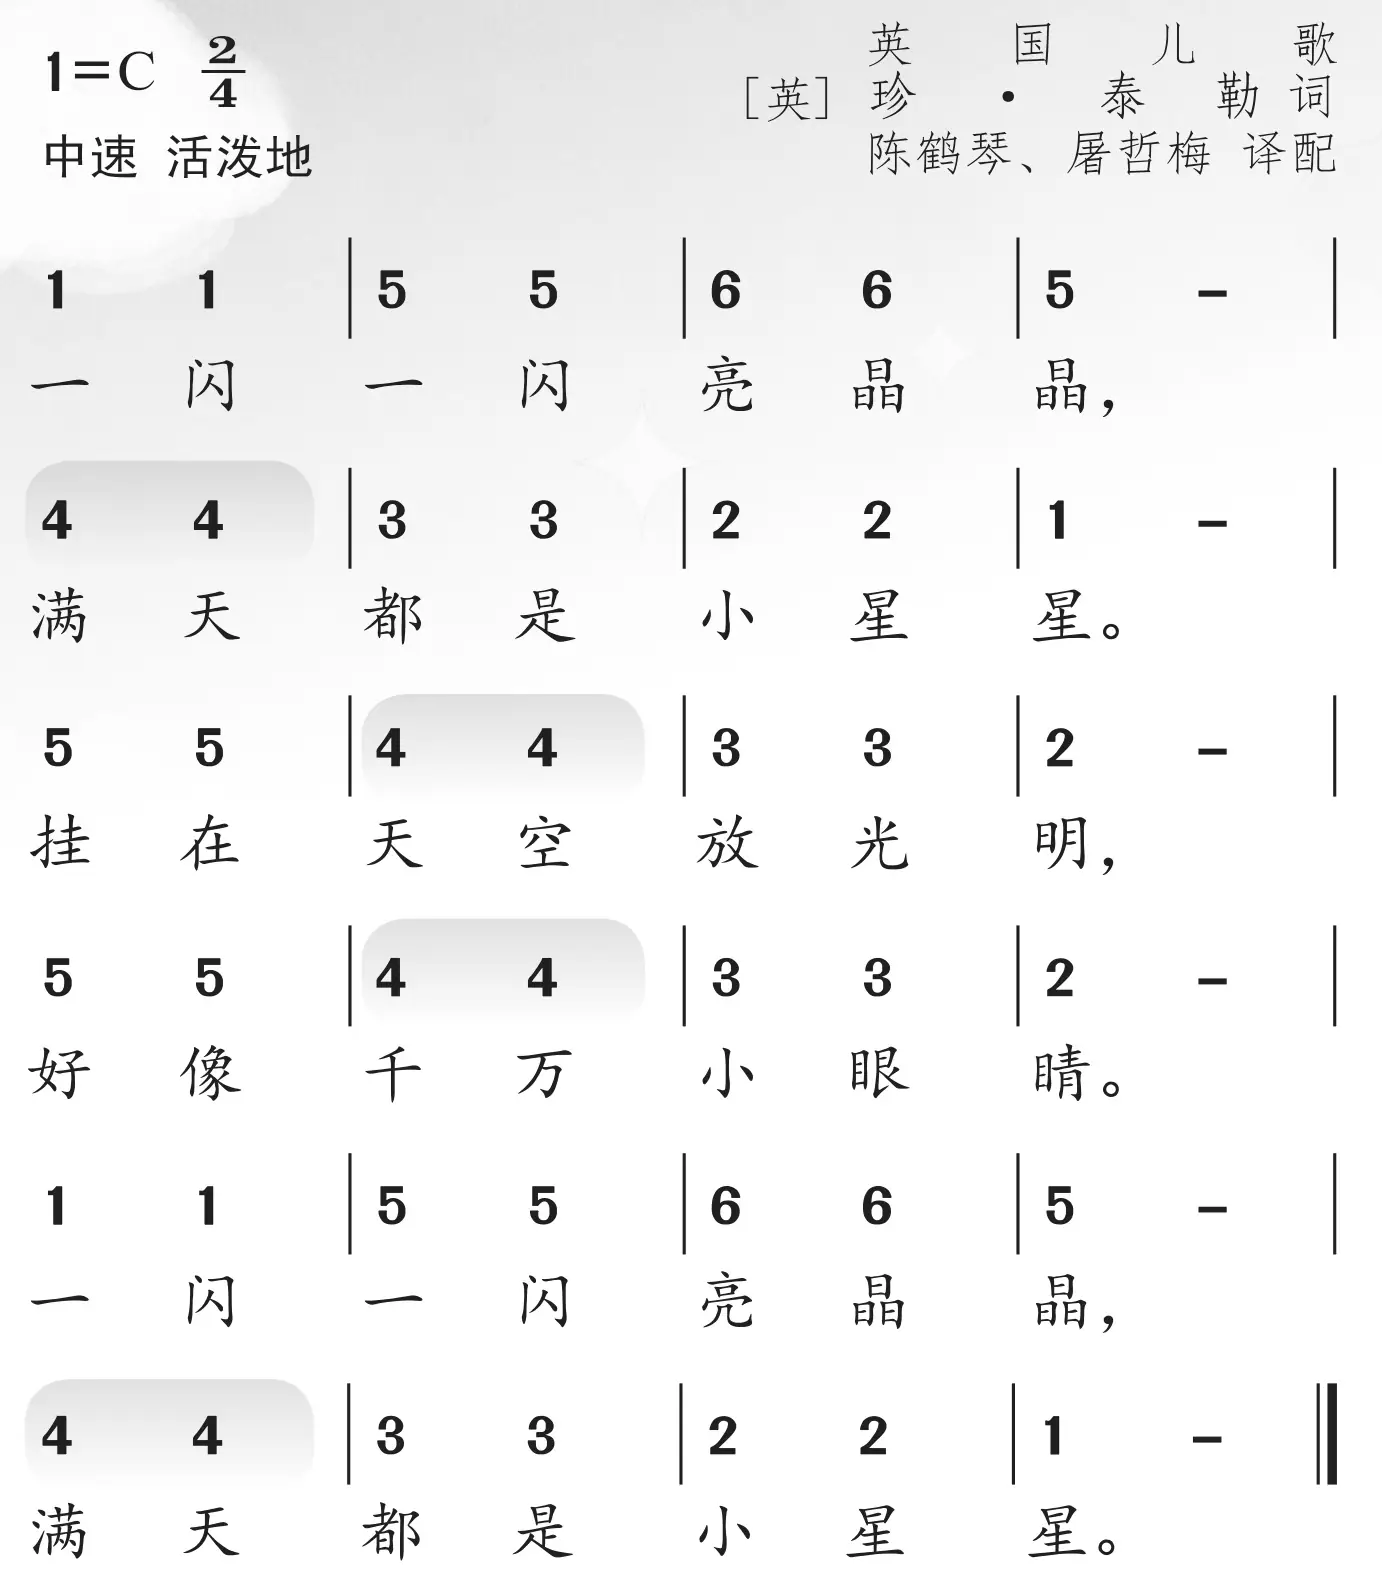 1=C 2/4
英国儿歌
[英] 珍·泰勒词
中速 活泼地
陈鹤琴、屠哲梅 译配
1 1 | 5 5 | 6 6 | 5 – |
一闪一闪亮晶晶，
4 4 | 3 3 | 2 2 | 1 – |
满天都是小星星。
5 5 | 4 4 | 3 3 | 2 – |
挂在天空放光明，
5 5 | 4 4 | 3 3 | 2 – |
好像千万小眼睛。
1 1 | 5 5 | 6 6 | 5 – |
一闪一闪亮晶晶，
4 4 | 3 3 | 2 2 | 1 – ‖
满天都是小星星。